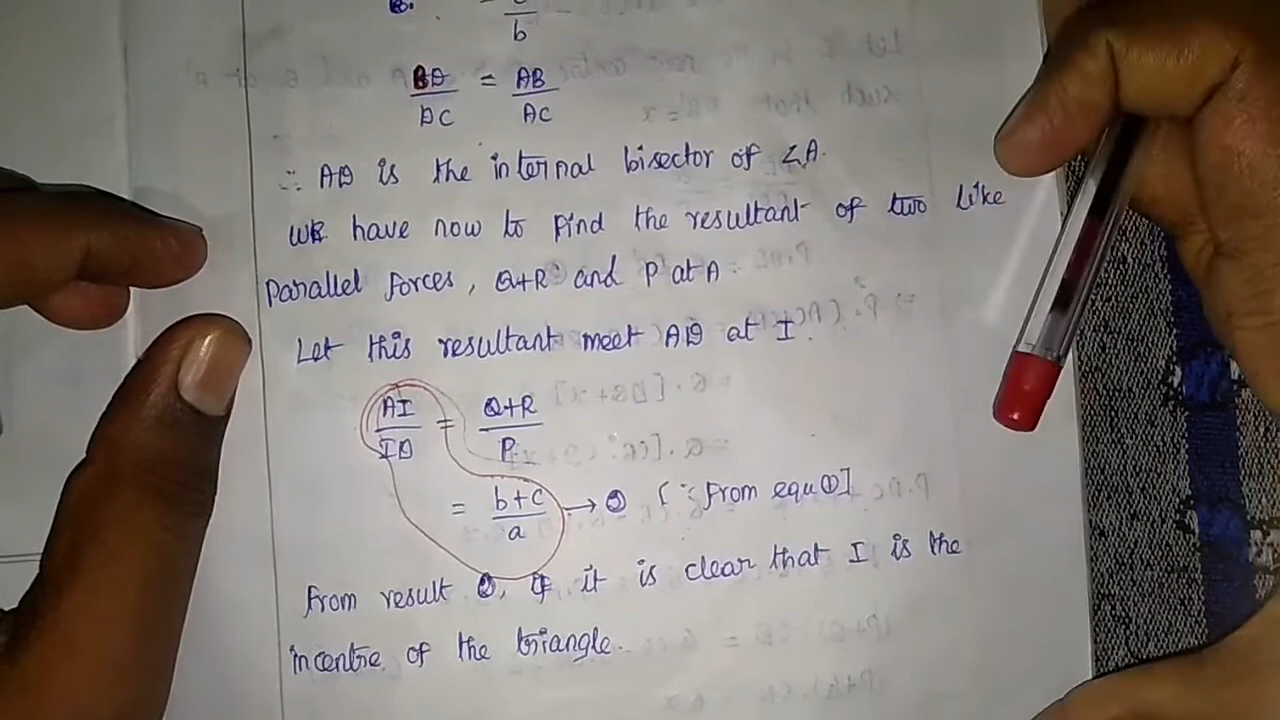 b
BD/DC = AB/AC
∴ AD is the internal bisector of ∠A.
We have now to find the resultant of two like
parallel forces, Q+R and P at A.
Let this resultant meet AD at I.
AI/ID = Q+R/P
= b+c/a → ② [∵ from equ ①]
From result ②, it is clear that I is the
incentre of the triangle.